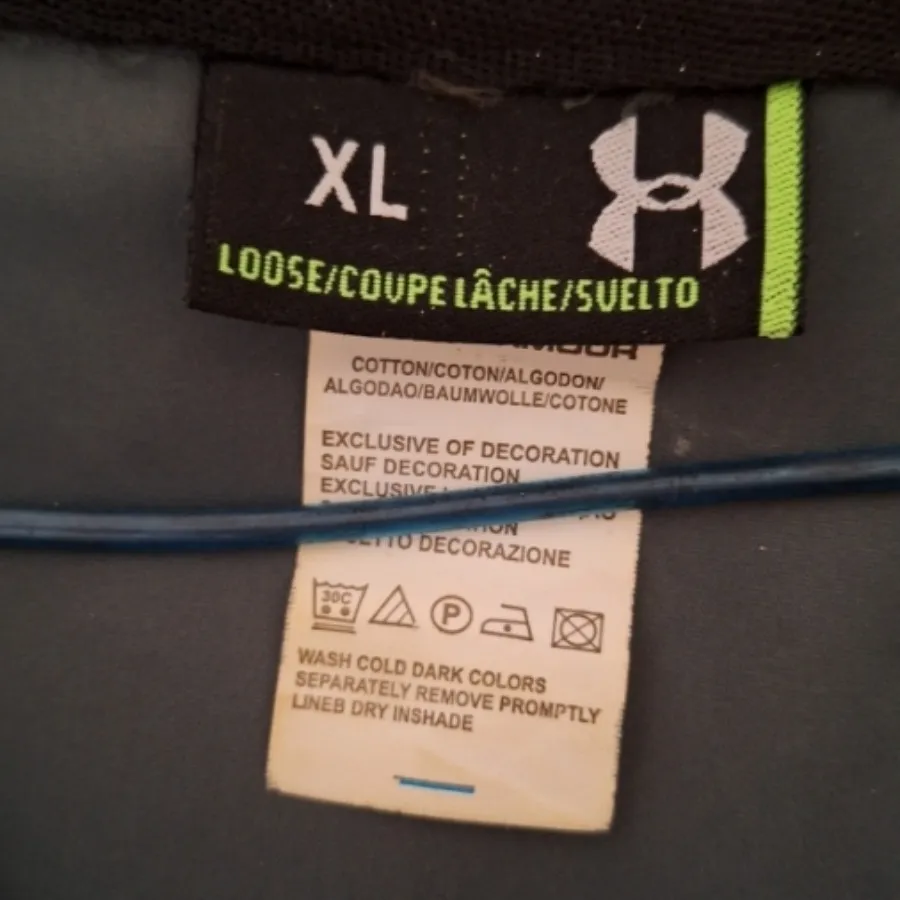 XL
LOOSE/COUPE LÂCHE/SUELTO
COTTON/COTON/ALGODON/
ALGODAO/BAUMWOLLE/COTONE
EXCLUSIVE OF DECORATION
SAUF DECORATION
DECORAZIONE
30C
P
WASH COLD DARK COLORS
SEPARATELY REMOVE PROMPTLY
LINEB DRY INSHADE